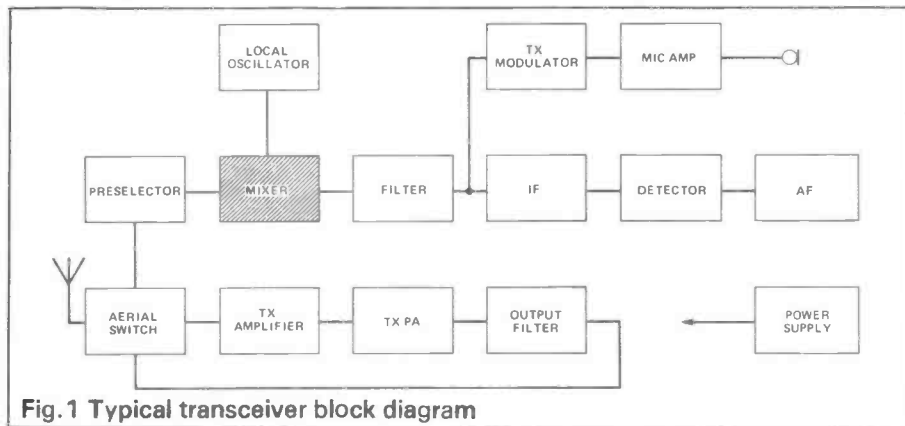 LOCAL
OSCILLATOR
TX
MODULATOR
MIC AMP
PRESELECTOR
MIXER
FILTER
IF
DETECTOR
AF
AERIAL
SWITCH
TX
AMPLIFIER
TX PA
OUTPUT
FILTER
POWER
SUPPLY
Fig.1 Typical transceiver block diagram